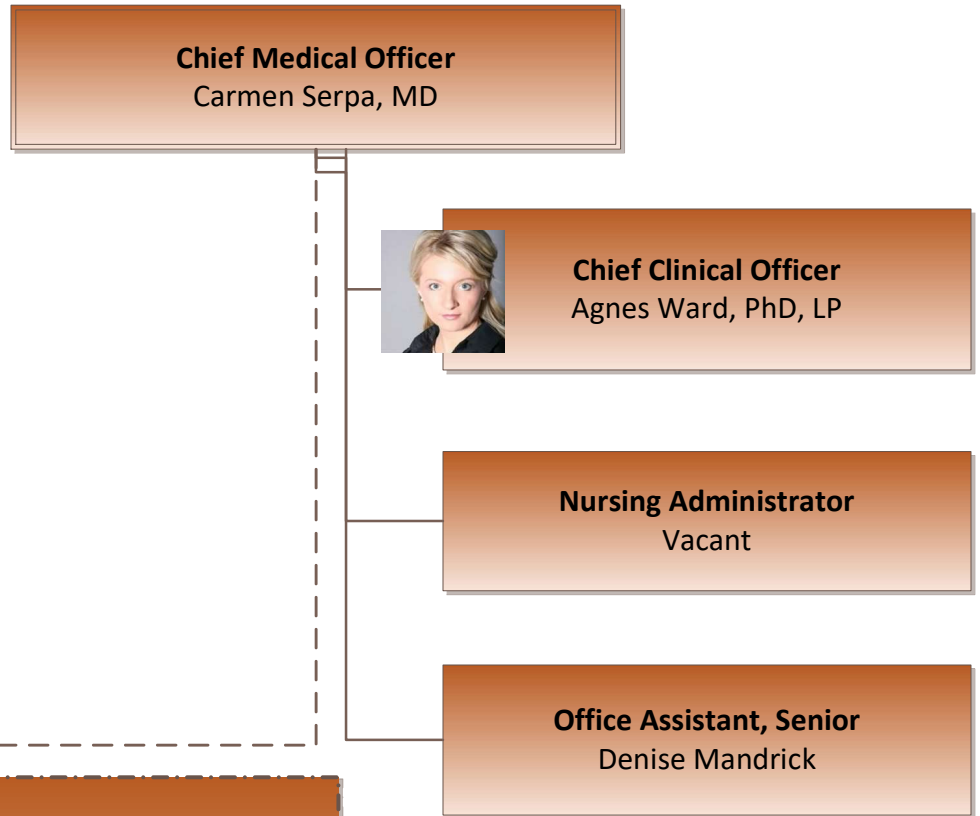 Chief Medical Officer
Carmen Serpa, MD
Chief Clinical Officer
Agnes Ward, PhD, LP
Nursing Administrator
Vacant
Office Assistant, Senior
Denise Mandrick